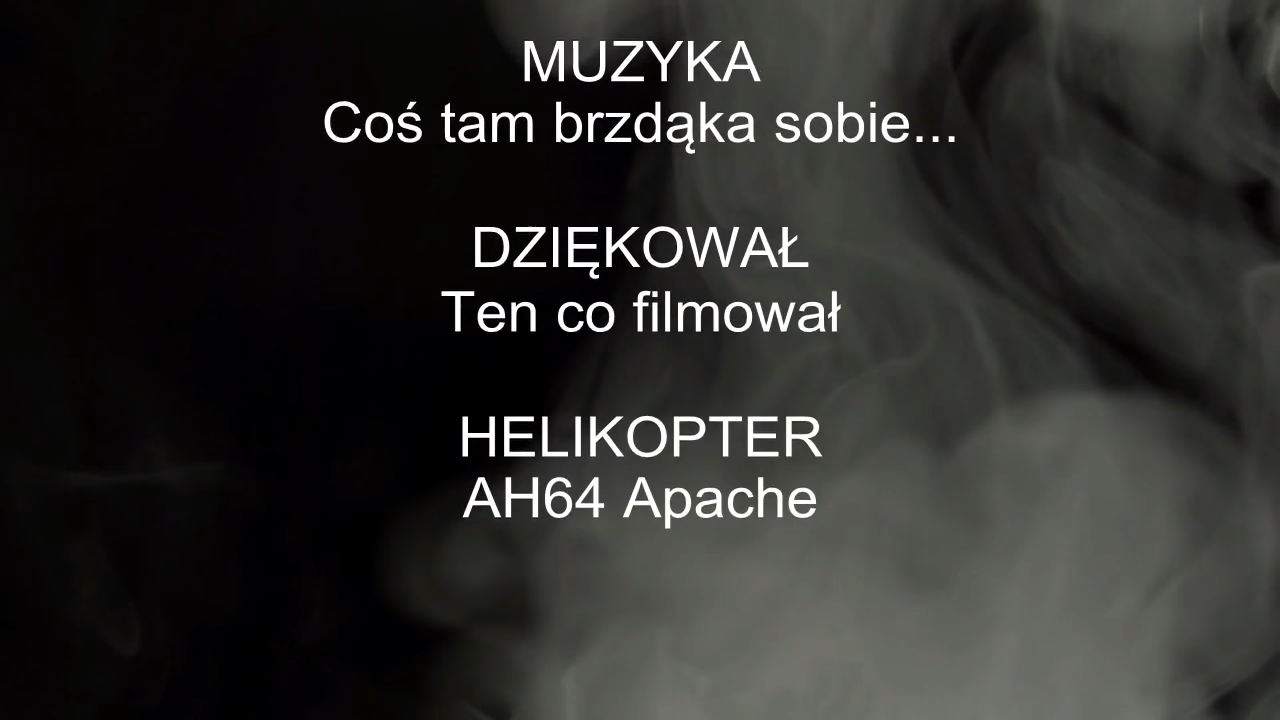 MUZYKA
Coś tam brzdąka sobie...
DZIĘKOWAŁ
Ten co filmował
HELIKOPTER
AH64 Apache